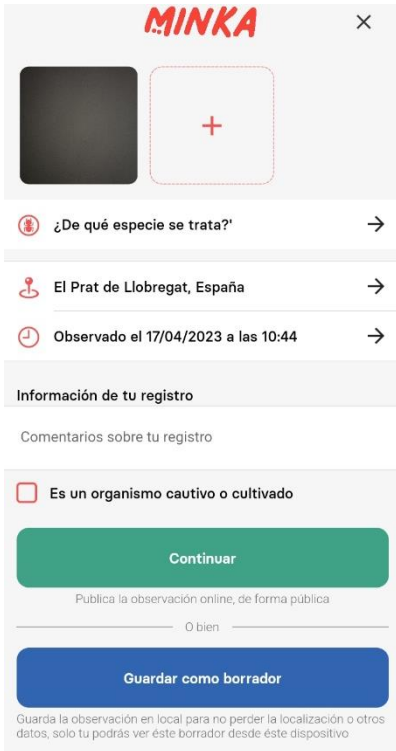 MINKA
¿De qué especie se trata?'
El Prat de Llobregat, España
Observado el 17/04/2023 a las 10:44
Información de tu registro
Comentarios sobre tu registro
Es un organismo cautivo o cultivado
Continuar
Publica la observación online, de forma pública
O bien
Guardar como borrador
Guarda la observación en local para no perder la localización o otros
datos, solo tu podrás ver éste borrador desde éste dispositivo